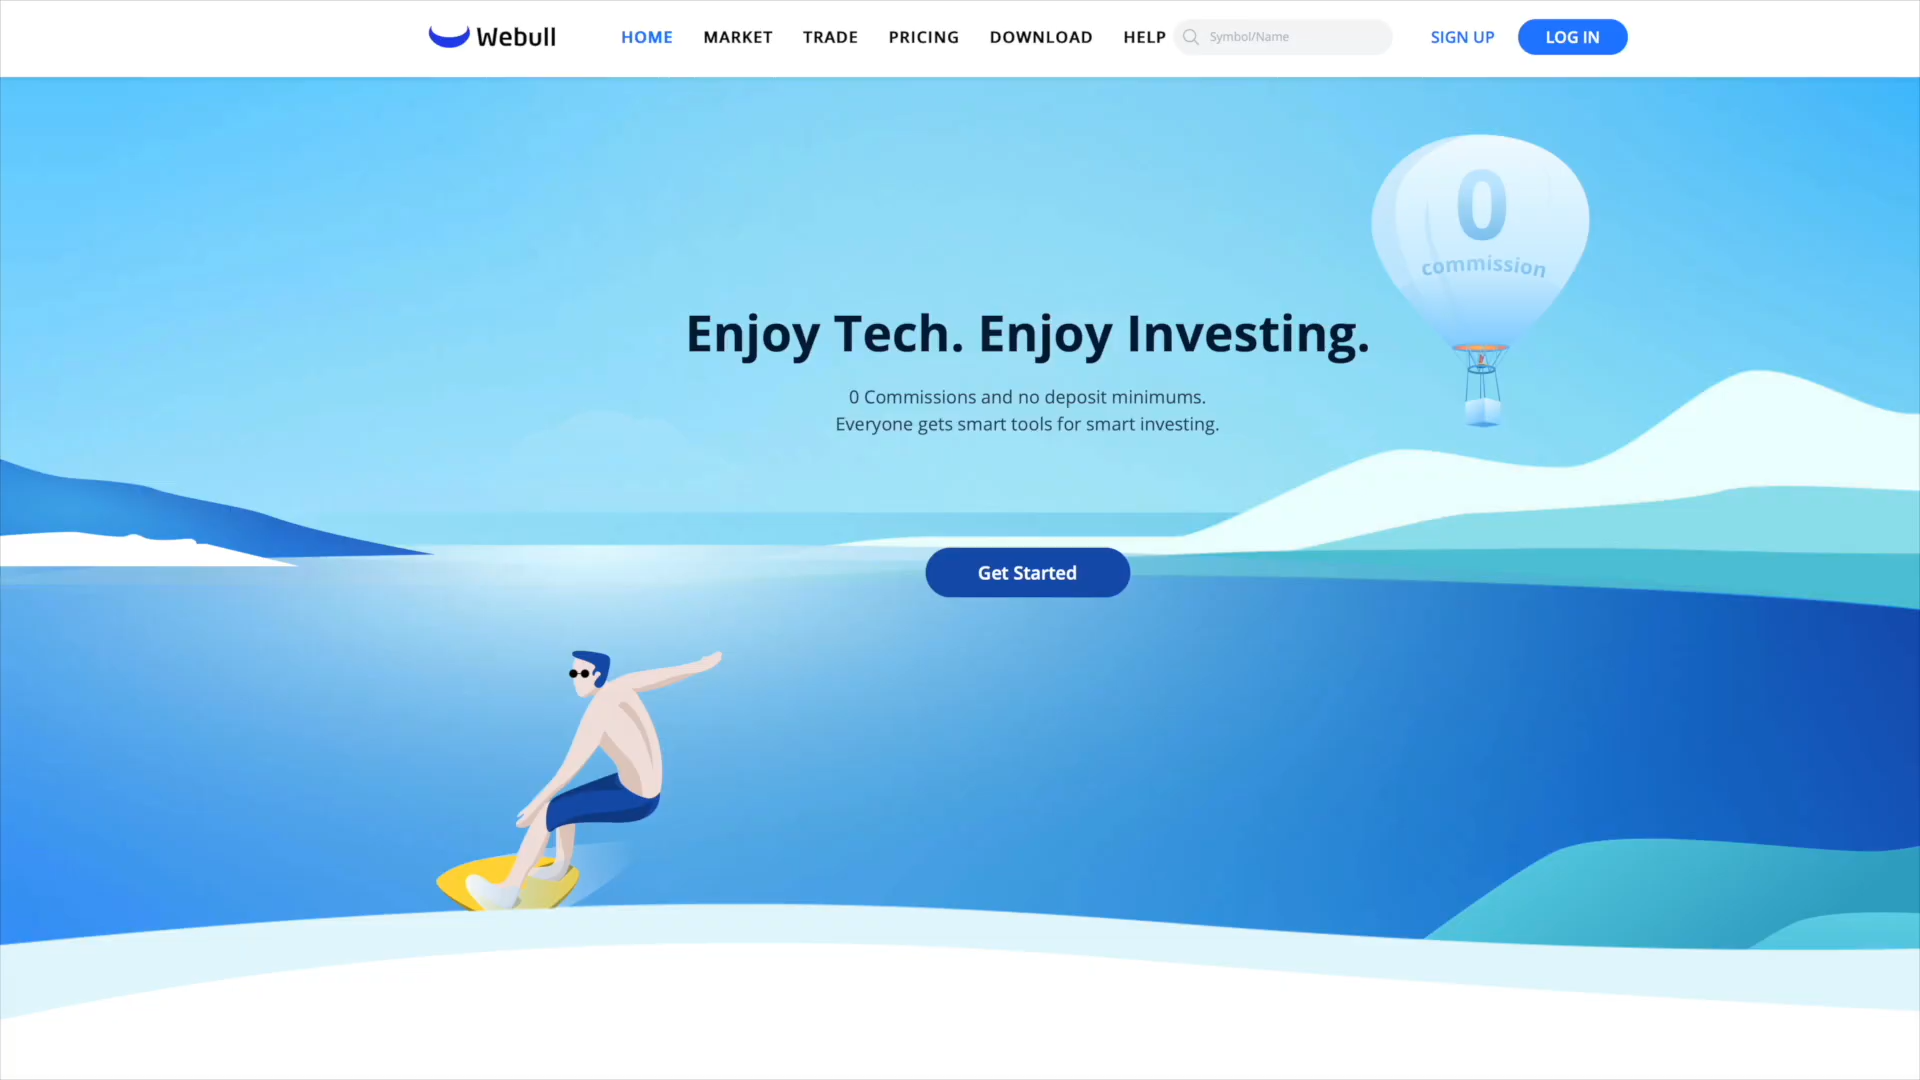 Webull
HOME MARKET TRADE PRICING DOWNLOAD HELP Symbol/Name SIGN UP LOG IN
0
commission
Enjoy Tech. Enjoy Investing.
0 Commissions and no deposit minimums.
Everyone gets smart tools for smart investing.
Get Started